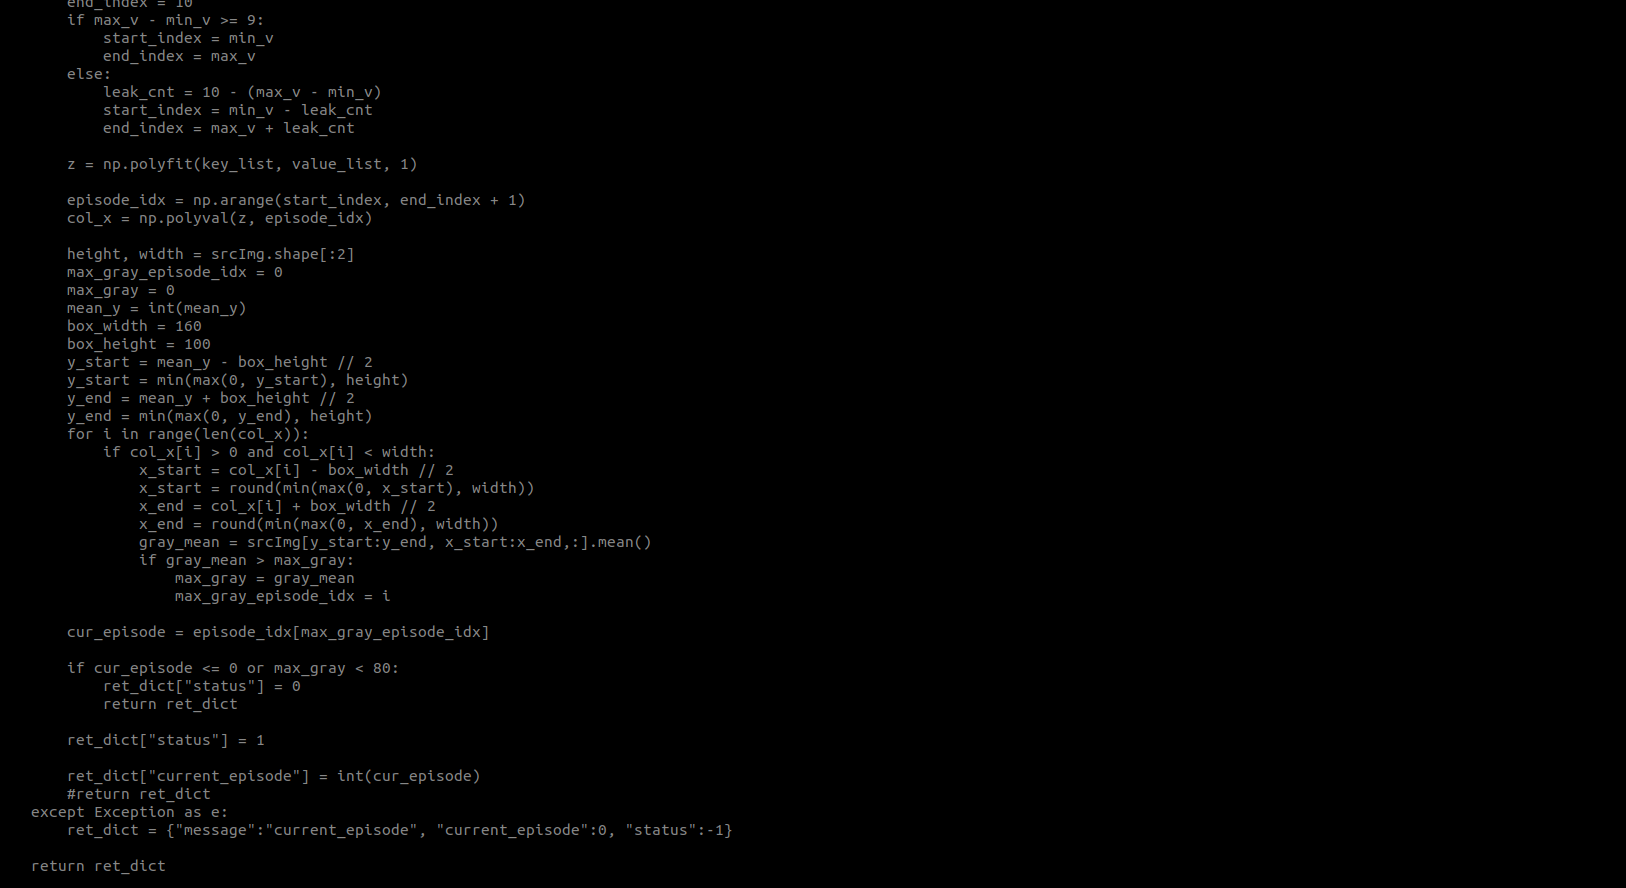 end_index = 10
if max_v - min_v >= 9:
start_index = min_v
end_index = max_v
else:
leak_cnt = 10 - (max_v - min_v)
start_index = min_v - leak_cnt
end_index = max_v + leak_cnt
z = np.polyfit(key_list, value_list, 1)
episode_idx = np.arange(start_index, end_index + 1)
col_x = np.polyval(z, episode_idx)
height, width = srcImg.shape[:2]
max_gray_episode_idx = 0
max_gray = 0
mean_y = int(mean_y)
box_width = 160
box_height = 100
y_start = mean_y - box_height // 2
y_start = min(max(0, y_start), height)
y_end = mean_y + box_height // 2
y_end = min(max(0, y_end), height)
for i in range(len(col_x)):
if col_x[i] > 0 and col_x[i] < width:
x_start = col_x[i] - box_width // 2
x_start = round(min(max(0, x_start), width))
x_end = col_x[i] + box_width // 2
x_end = round(min(max(0, x_end), width))
gray_mean = srcImg[y_start:y_end, x_start:x_end,:].mean()
if gray_mean > max_gray:
max_gray = gray_mean
max_gray_episode_idx = i
cur_episode = episode_idx[max_gray_episode_idx]
if cur_episode <= 0 or max_gray < 80:
ret_dict["status"] = 0
return ret_dict
ret_dict["status"] = 1
ret_dict["current_episode"] = int(cur_episode)
#return ret_dict
except Exception as e:
ret_dict = {"message":"current_episode", "current_episode":0, "status":-1}
return ret_dict